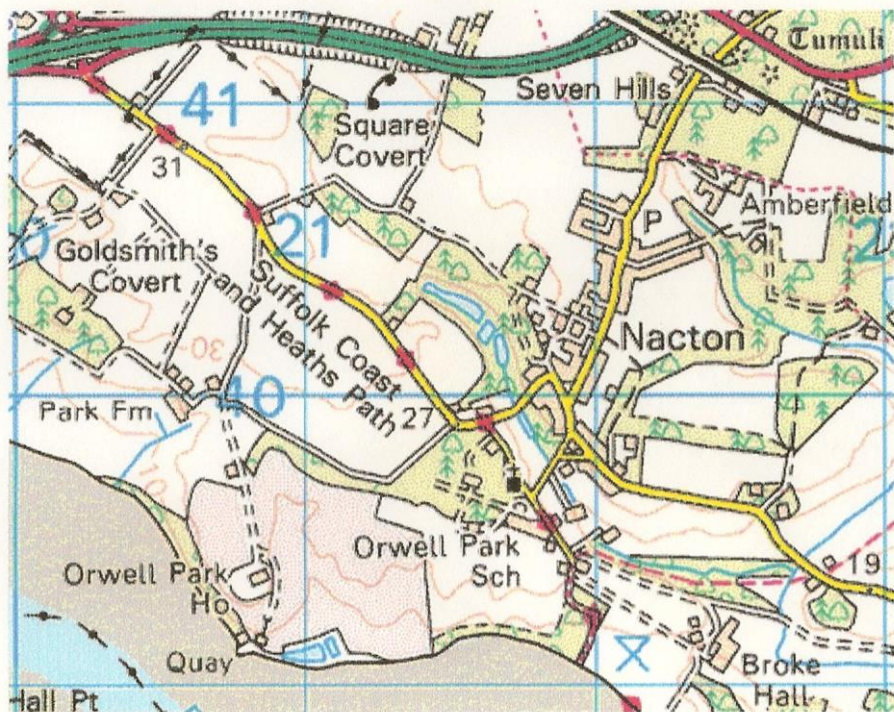 Tumuli
Seven Hills
41
Square
Covert
31
P
Amberfield
21
Goldsmith's
Covert
Suffolk Coast
and Heaths Path
Nacton
30
40
Park Fm
27
10
Orwell Park
Sch
Orwell Park
Ho
19
Quay
Broke
Hall
Hall Pt